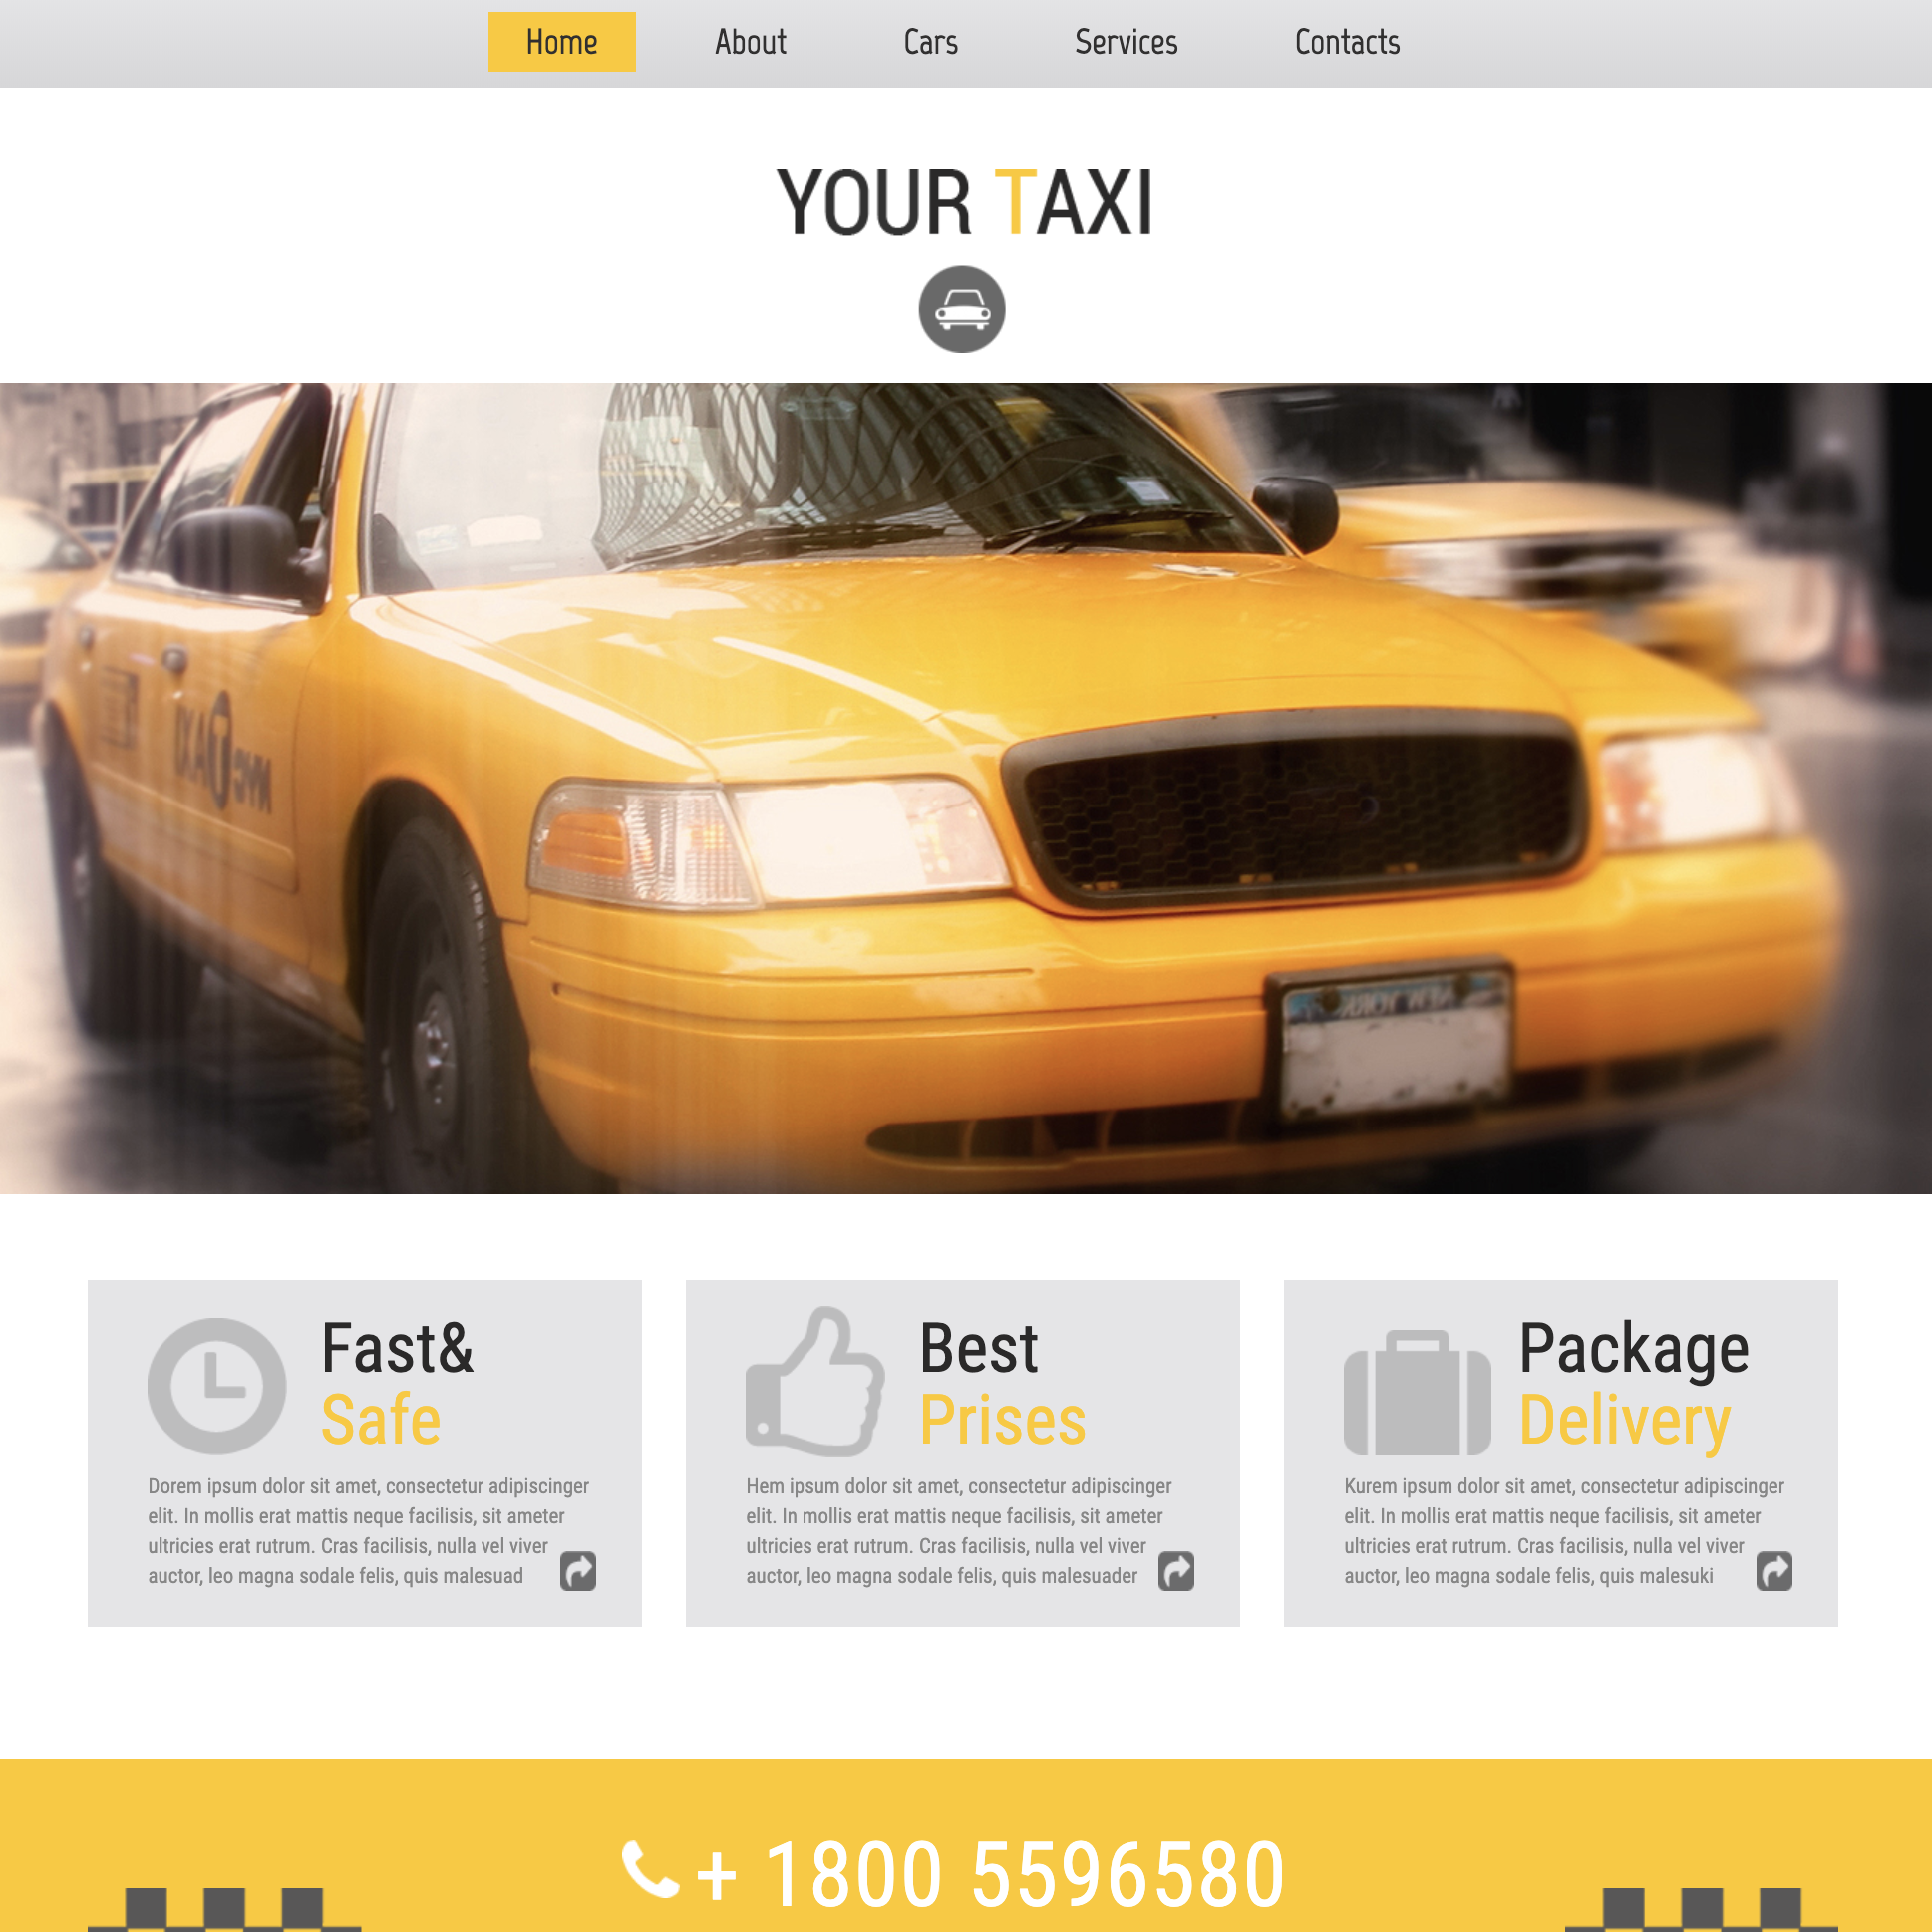 Home About Cars Services Contacts
YOUR TAXI
NYC TAXI
NEW YORK
Fast&
Safe
Dorem ipsum dolor sit amet, consectetur adipiscinger
elit. In mollis erat mattis neque facilisis, sit ameter
ultricies erat rutrum. Cras facilisis, nulla vel viver
auctor, leo magna sodale felis, quis malesuad
Best
Prises
Hem ipsum dolor sit amet, consectetur adipiscinger
elit. In mollis erat mattis neque facilisis, sit ameter
ultricies erat rutrum. Cras facilisis, nulla vel viver
auctor, leo magna sodale felis, quis malesuader
Package
Delivery
Kurem ipsum dolor sit amet, consectetur adipiscinger
elit. In mollis erat mattis neque facilisis, sit ameter
ultricies erat rutrum. Cras facilisis, nulla vel viver
auctor, leo magna sodale felis, quis malesuki
+ 1800 5596580